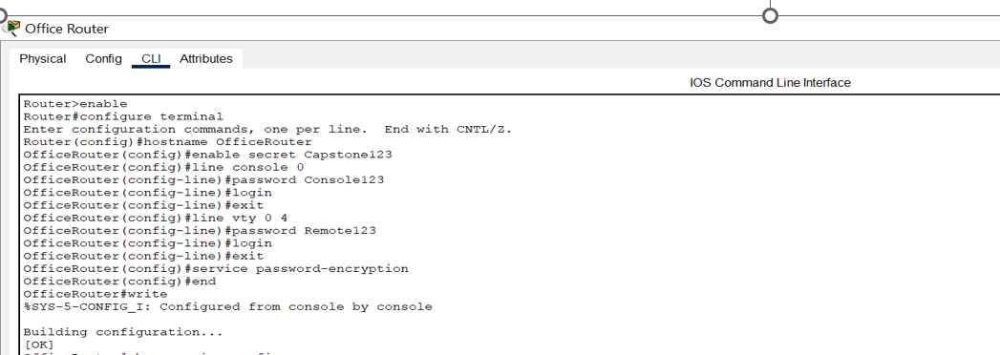 Office Router
Physical Config CLI Attributes
IOS Command Line Interface
Router>enable
Router#configure terminal
Enter configuration commands, one per line.  End with CNTL/Z.
Router(config)#hostname OfficeRouter
OfficeRouter(config)#enable secret Capstone123
OfficeRouter(config)#line console 0
OfficeRouter(config-line)#password Console123
OfficeRouter(config-line)#login
OfficeRouter(config-line)#exit
OfficeRouter(config)#line vty 0 4
OfficeRouter(config-line)#password Remote123
OfficeRouter(config-line)#login
OfficeRouter(config-line)#exit
OfficeRouter(config)#service password-encryption
OfficeRouter(config)#end
OfficeRouter#write
%SYS-5-CONFIG_I: Configured from console by console
Building configuration...
[OK]